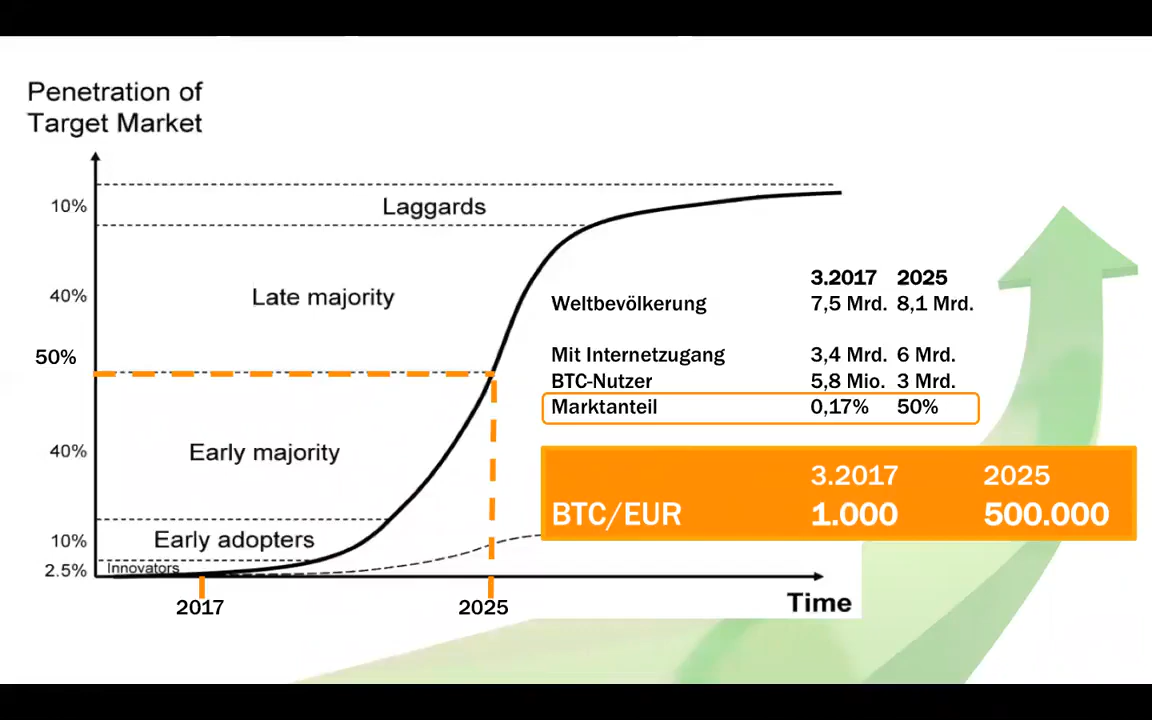 Penetration of
Target Market
10%
Laggards
40%
Late majority
50%
40%
Early majority
10%
Early adopters
2.5%
Innovators
2017
2025
Time
3.2017 2025
Weltbevölkerung 7,5 Mrd. 8,1 Mrd.
Mit Internetzugang 3,4 Mrd. 6 Mrd.
BTC-Nutzer 5,8 Mio. 3 Mrd.
Marktanteil 0,17% 50%
3.2017 2025
BTC/EUR 1.000 500.000